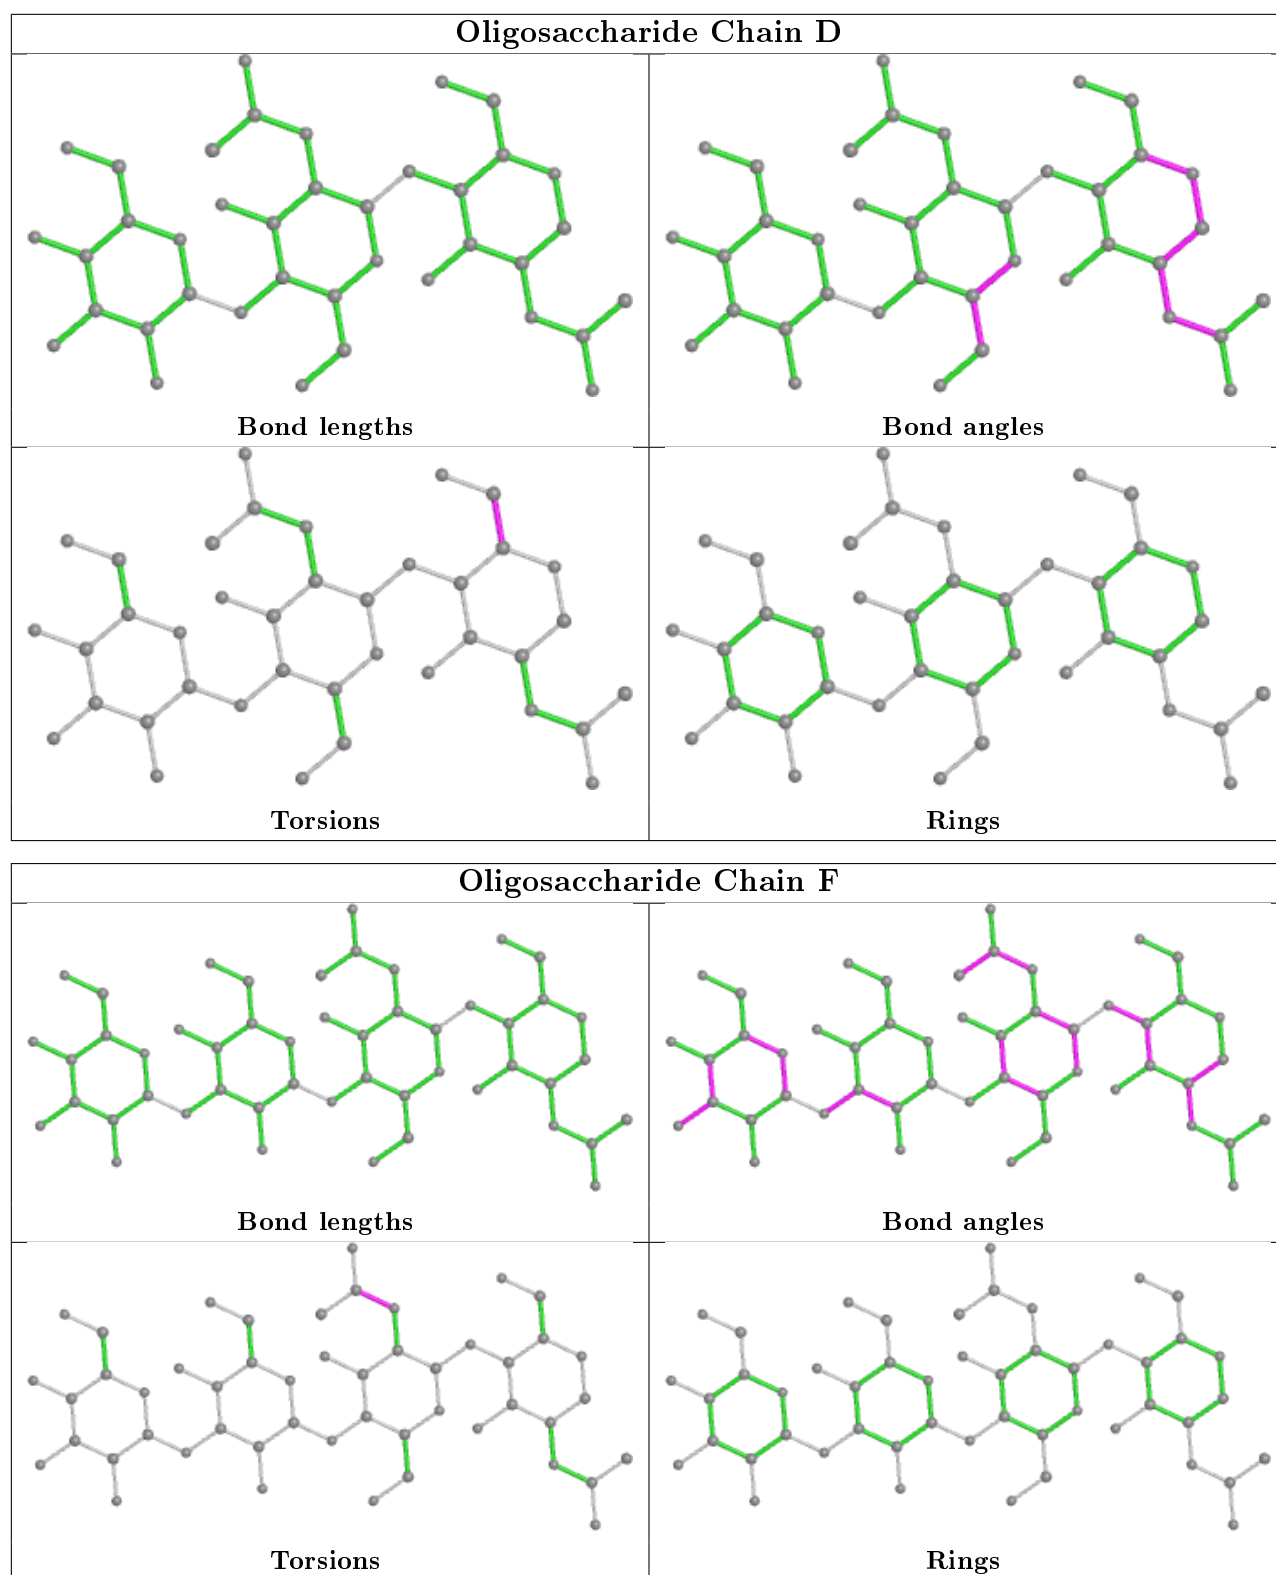 Oligosaccharide Chain D
Bond lengths
Bond angles
Torsions
Rings
Oligosaccharide Chain F
Bond lengths
Bond angles
Torsions
Rings